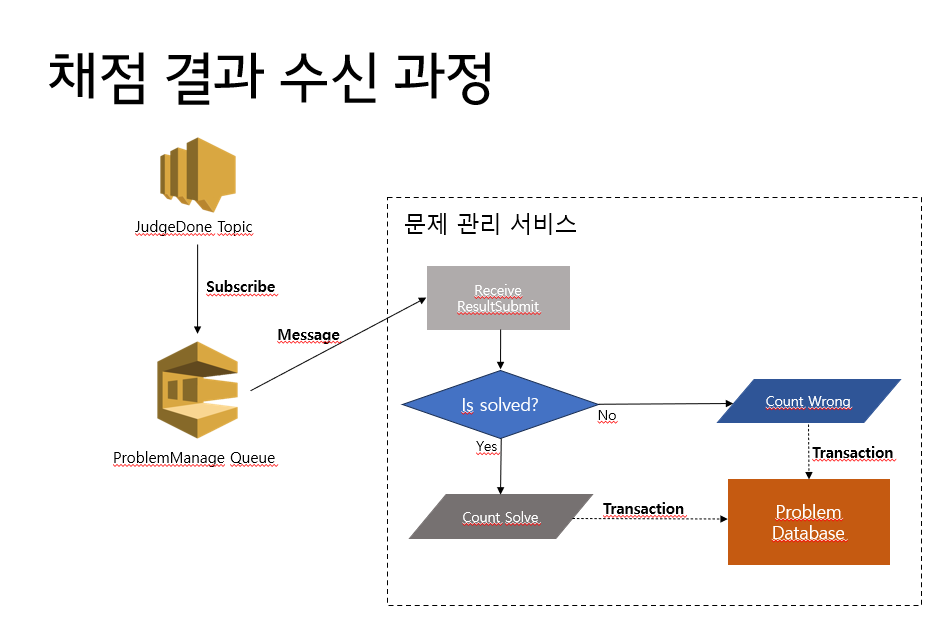 채점 결과 수신 과정
JudgeDone Topic
문제 관리 서비스
Subscribe
Receive
ResultSubmit
Message
Is solved?
Count Wrong
No
Yes
Transaction
ProblemManage Queue
Count Solve
Transaction
Problem
Database